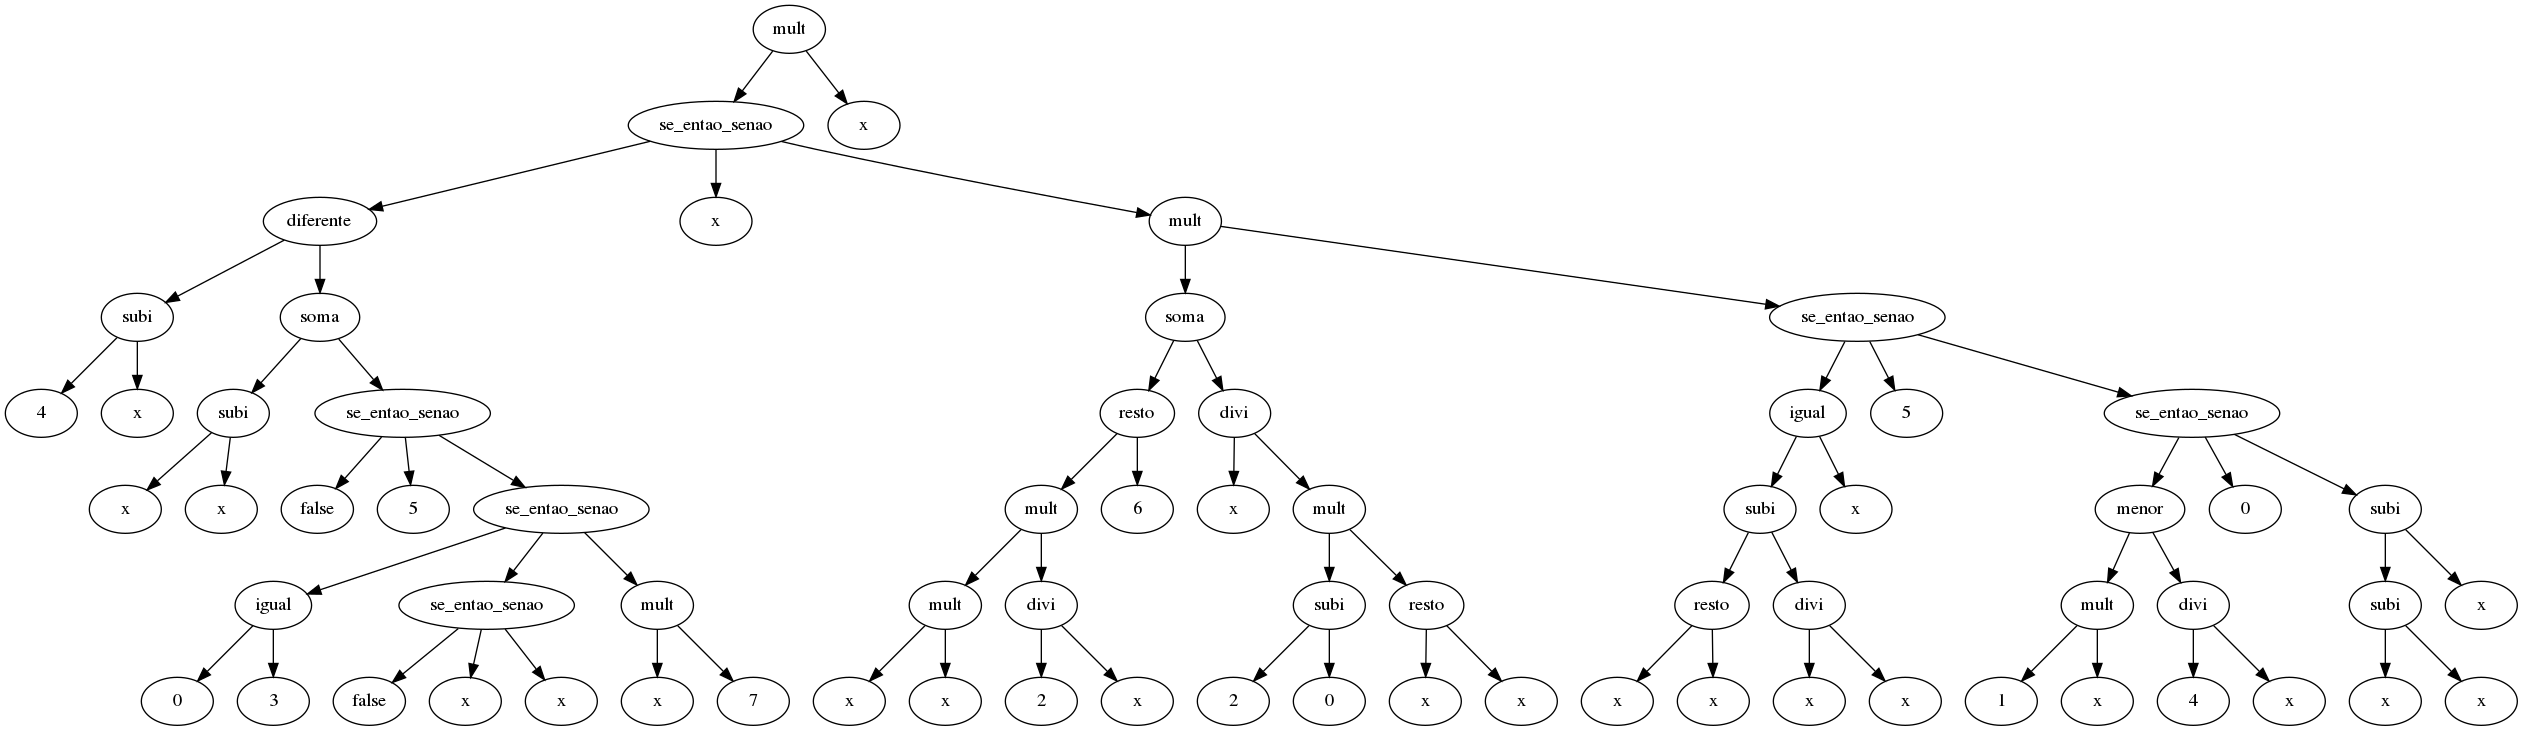 mult
se_entao_senao x
diferente x mult
subi soma soma se_entao_senao
4 x subi se_entao_senao resto divi igual 5 se_entao_senao
x x false 5 se_entao_senao mult 6 x mult subi x menor 0 subi
igual se_entao_senao mult mult divi subi resto resto divi mult divi subi x
0 3 false x x x 7 x x 2 x 2 0 x x x x x x 1 x 4 x x x